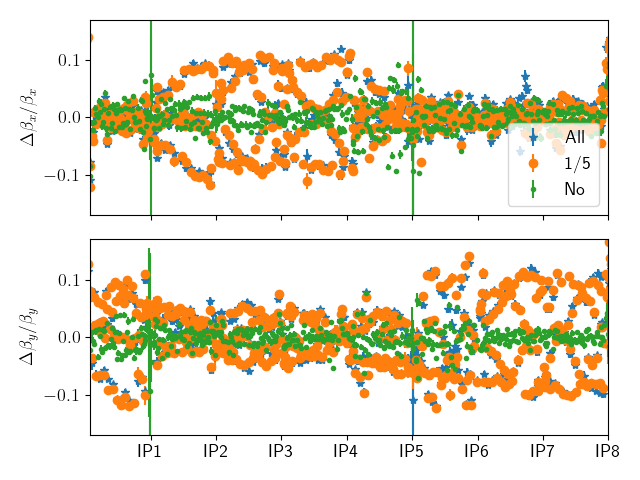 0.1
0.0
−0.1
Δβx/βx
All
1/5
No
0.1
0.0
−0.1
Δβy/βy
IP1 IP2 IP3 IP4 IP5 IP6 IP7 IP8